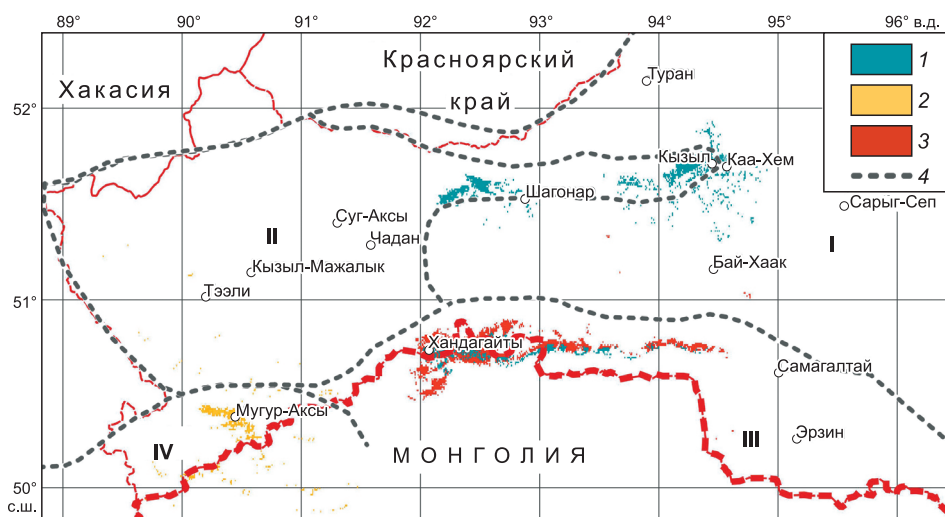 89° 90° 91° 92° 93° 94° 95° 96° в.д.
Красноярский
край
Хакасия
Туран
1
2
3
4
52°
Кызыл
Каа-Хем
Шагонар
Сарыг-Сеп
Суг-Аксы
II
Чадан
I
Кызыл-Мажалык
Бай-Хаак
Тээли
51°
Хандагайты
Самагалтай
Мугур-Аксы
Эрзин
IV
МОНГОЛИЯ
III
50°
с.ш.